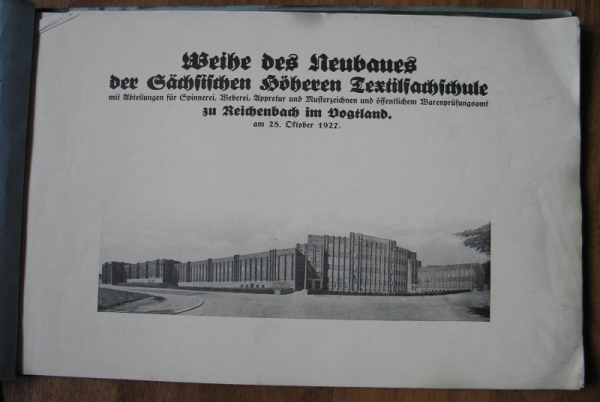 Weihe des Neubaues
der Sächsischen Höheren Textilfachschule
mit Abteilungen für Spinnerei, Weberei, Appretur und Musterzeichnen und öffentlichem Warenprüfungsamt
zu Reichenbach im Vogtland.
am 28. Oktober 1927.